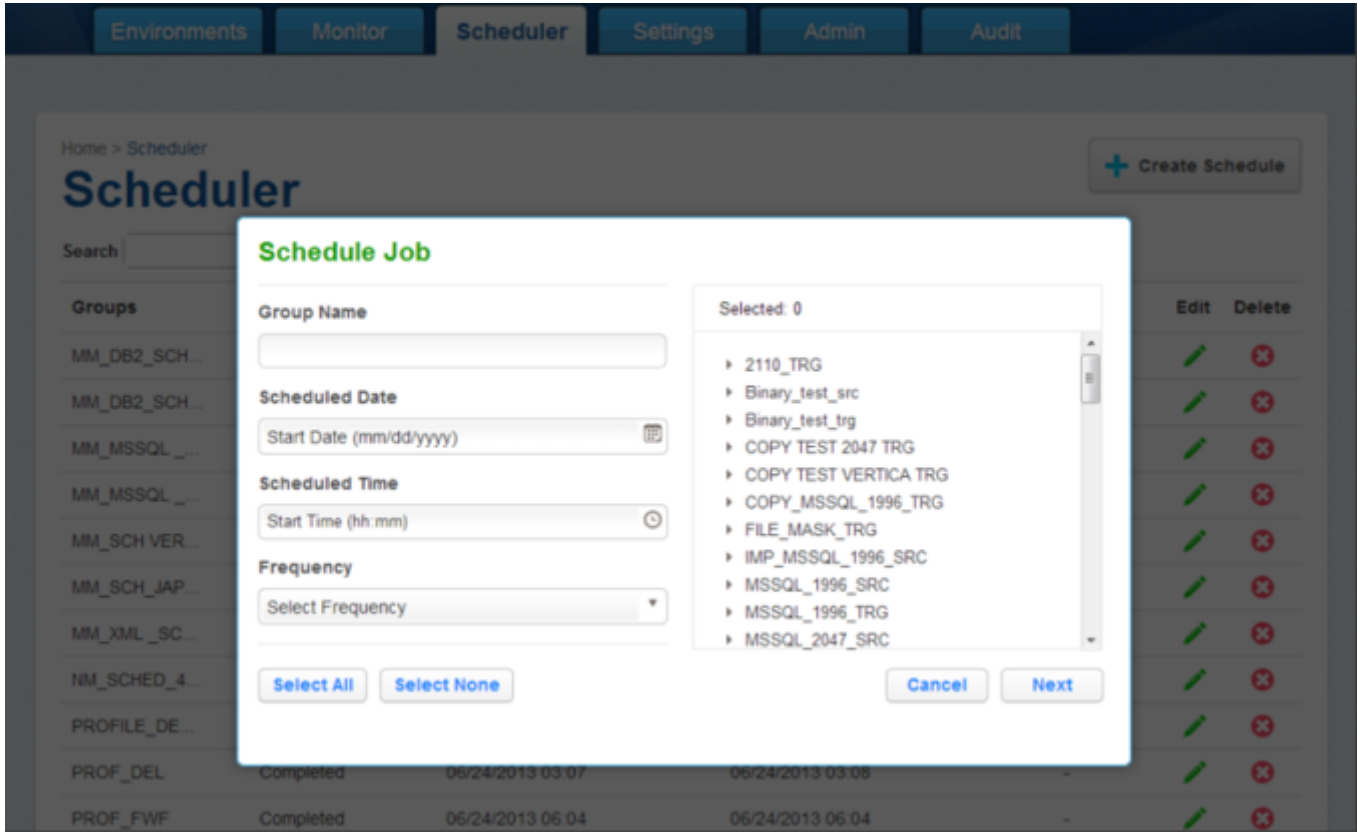 Environments Monitor Scheduler Settings Admin Audit
Home > Scheduler
Create Schedule
Scheduler
Search
Groups Edit Delete
MM_DB2_SCH...
MM_DB2_SCH...
MM_MSSQL _...
MM_MSSQL _...
MM_SCH VER...
MM_SCH_JAP...
MM_XML _SC...
NM_SCHED_4...
PROFILE_DE...
PROF_DEL Completed 06/24/2013 03:07 06/24/2013 03:08 -
PROF_FWF Completed 06/24/2013 06:04 06/24/2013 06:04 -
Schedule Job
Group Name
Scheduled Date
Start Date (mm/dd/yyyy)
Scheduled Time
Start Time (hh:mm)
Frequency
Select Frequency
Selected: 0
2110_TRG
Binary_test_src
Binary_test_trg
COPY TEST 2047 TRG
COPY TEST VERTICA TRG
COPY_MSSQL_1996_TRG
FILE_MASK_TRG
IMP_MSSQL_1996_SRC
MSSQL_1996_SRC
MSSQL_1996_TRG
MSSQL_2047_SRC
Select All Select None Cancel Next